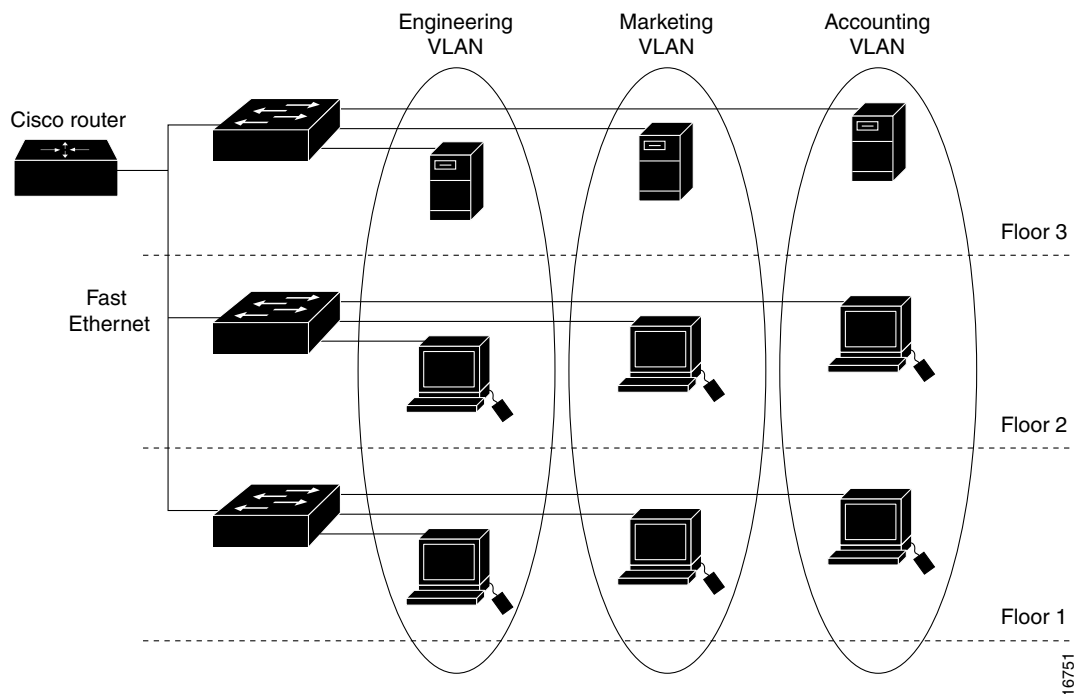 Engineering
VLAN
Marketing
VLAN
Accounting
VLAN
Cisco router
Floor 3
Fast
Ethernet
Floor 2
Floor 1
16751